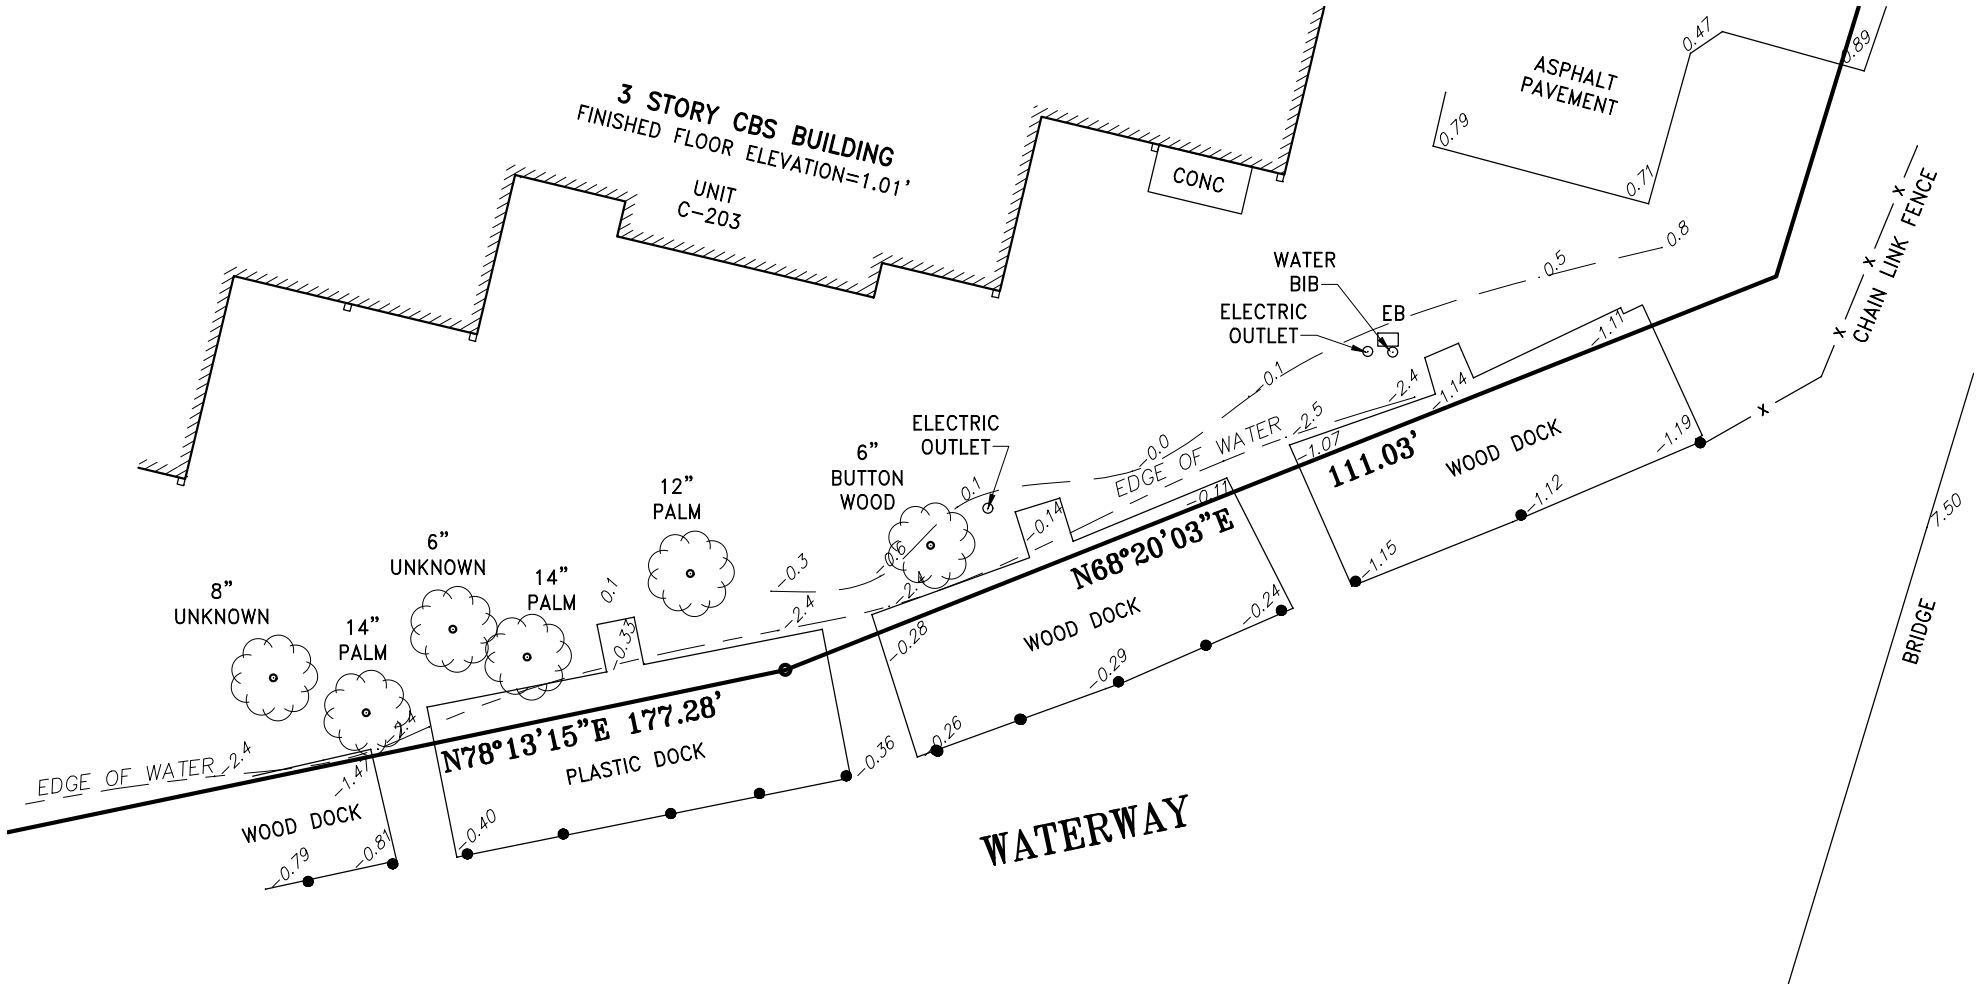 0.47
0.89
ASPHALT
PAVEMENT
3 STORY CBS BUILDING
FINISHED FLOOR ELEVATION=1.01'
0.79
0.71
CONC
UNIT
C-203
CHAIN LINK FENCE
x
x
x
x
0.8
0.5
WATER
BIB
ELECTRIC
OUTLET
EB
-1.11
0.1
-2.4
-1.14
-2.5
-1.07
EDGE OF WATER
111.03'
WOOD DOCK
-1.19
-1.12
-1.15
7.50
BRIDGE
ELECTRIC
OUTLET
6"
BUTTON
WOOD
-0.0
0.1
-0.14
-0.11
N68°20'03"E
12"
PALM
-0.3
-0.6
-2.4
-2.4
6"
UNKNOWN
14"
PALM
0.1
-0.33
8"
UNKNOWN
14"
PALM
-0.28
WOOD DOCK
-0.24
-0.29
-0.26
N78°13'15"E 177.28'
PLASTIC DOCK
-0.36
-0.40
-2.4
-2.4
EDGE OF WATER
-1.47
WOOD DOCK
-0.81
-0.79
WATERWAY